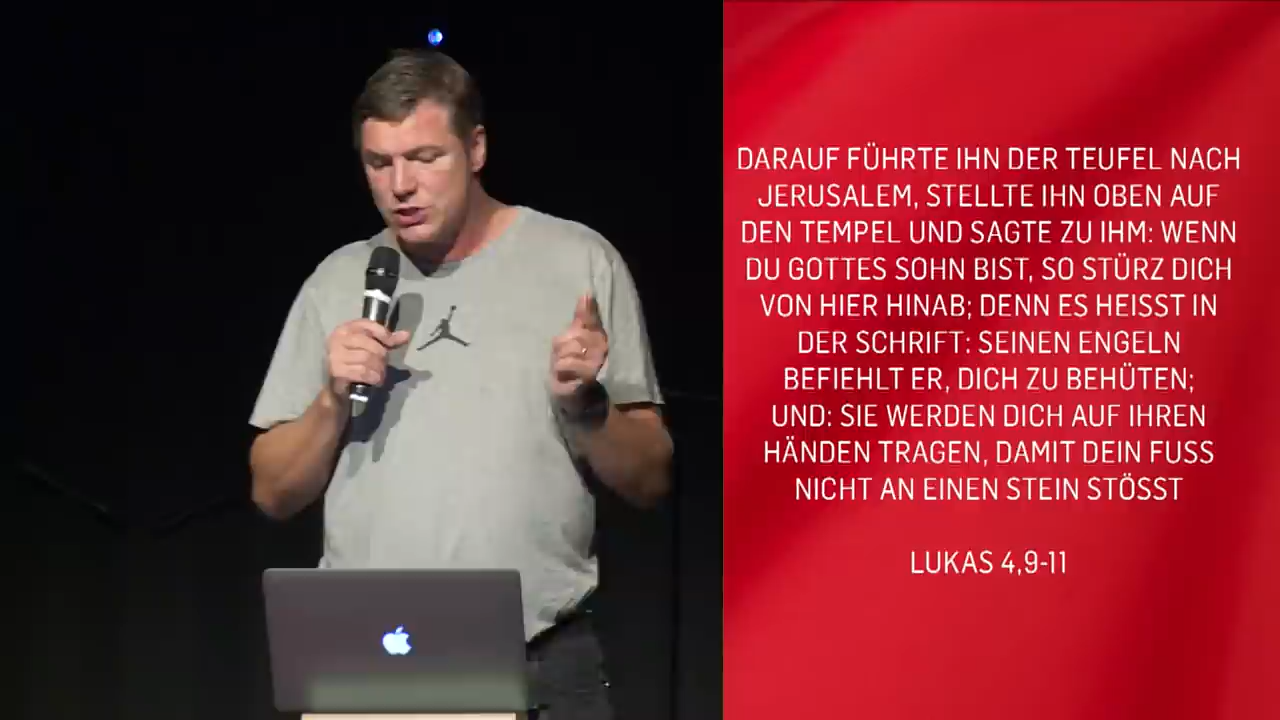 DARAUF FÜHRTE IHN DER TEUFEL NACH
JERUSALEM, STELLTE IHN OBEN AUF
DEN TEMPEL UND SAGTE ZU IHM: WENN
DU GOTTES SOHN BIST, SO STÜRZ DICH
VON HIER HINAB; DENN ES HEISST IN
DER SCHRIFT: SEINEN ENGELN
BEFIEHLT ER, DICH ZU BEHÜTEN;
UND: SIE WERDEN DICH AUF IHREN
HÄNDEN TRAGEN, DAMIT DEIN FUSS
NICHT AN EINEN STEIN STÖSST
LUKAS 4,9-11